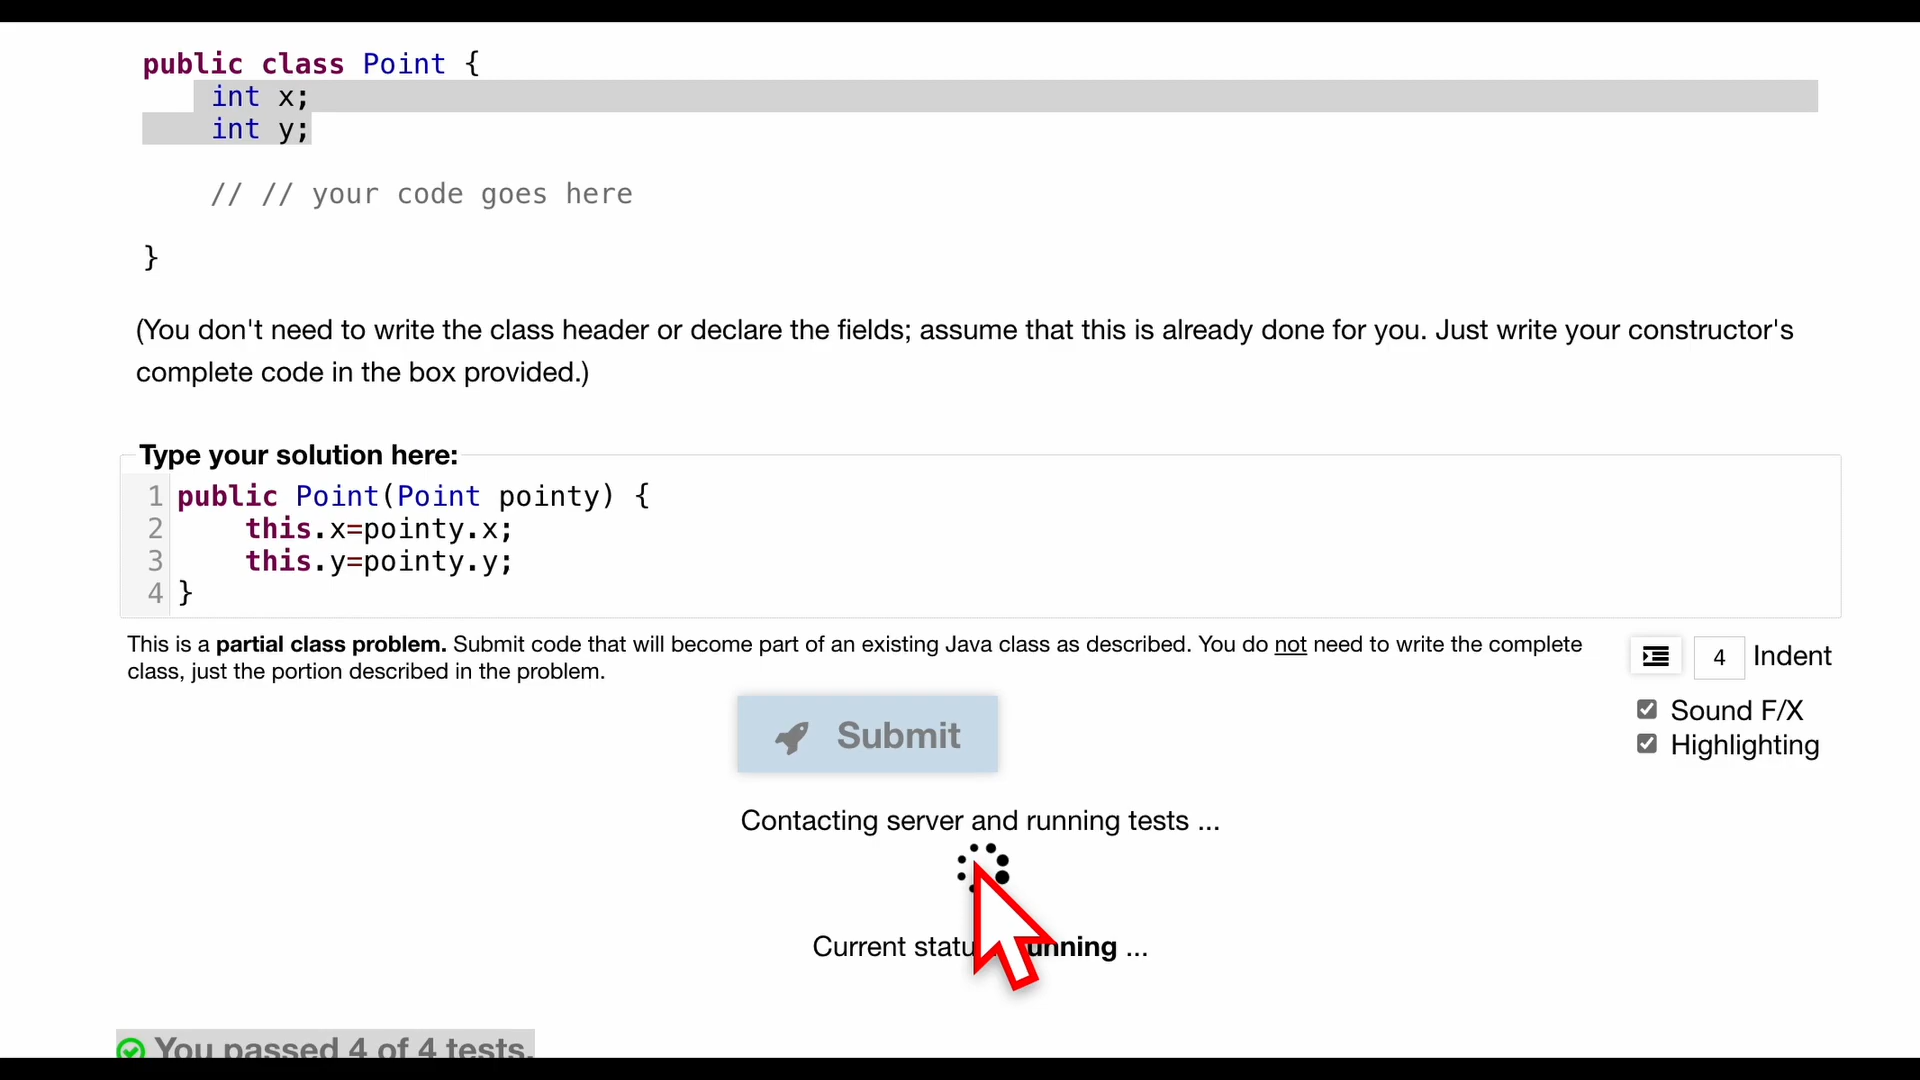 public class Point {
int x;
int y;
// // your code goes here
}
(You don't need to write the class header or declare the fields; assume that this is already done for you. Just write your constructor's
complete code in the box provided.)
Type your solution here:
1 public Point(Point pointy) {
2 this.x=pointy.x;
3 this.y=pointy.y;
4 }
This is a partial class problem. Submit code that will become part of an existing Java class as described. You do not need to write the complete
class, just the portion described in the problem.
4 Indent
Sound F/X
Highlighting
Submit
Contacting server and running tests ...
Current ...
You passed 4 of 4 tests.